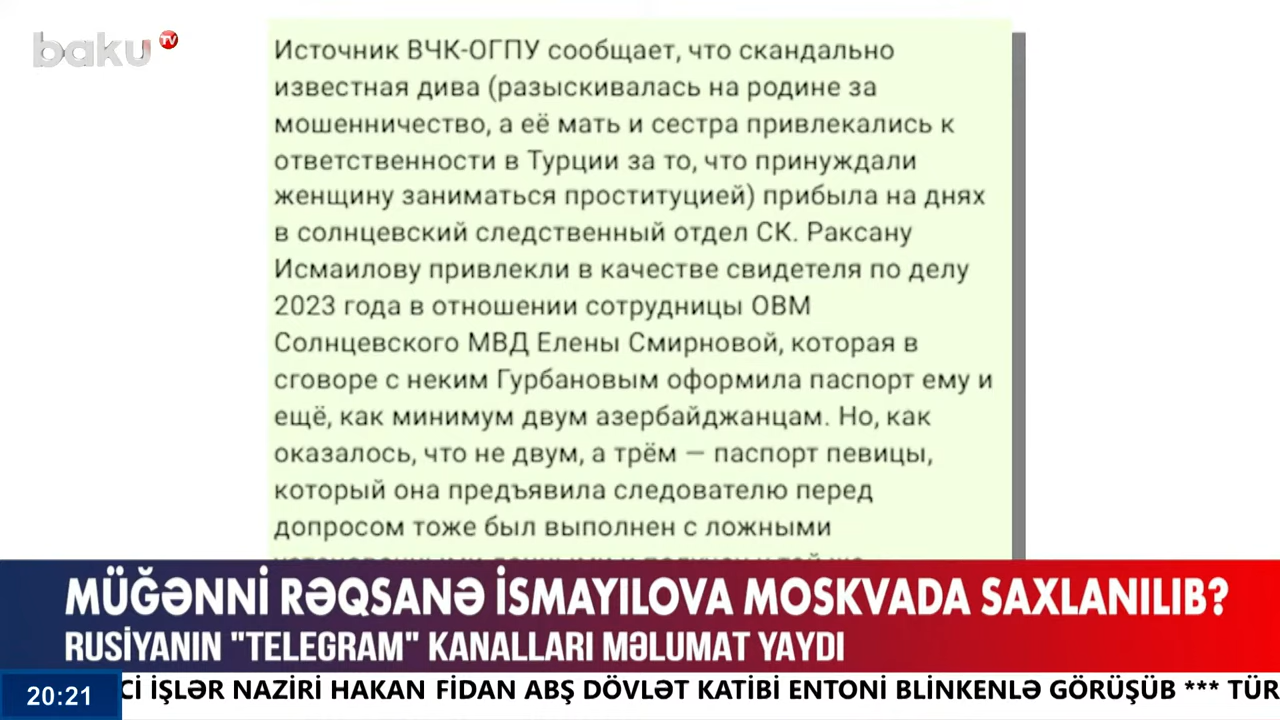 baku TV
Источник ВЧК-ОГПУ сообщает, что скандально
известная дива (разыскивалась на родине за
мошенничество, а её мать и сестра привлекались к
ответственности в Турции за то, что принуждали
женщину заниматься проституцией) прибыла на днях
в солнцевский следственный отдел СК. Раксану
Исмаилову привлекли в качестве свидетеля по делу
2023 года в отношении сотрудницы ОВМ
Солнцевского МВД Елены Смирновой, которая в
сговоре с неким Гурбановым оформила паспорт ему и
ещё, как минимум двум азербайджанцам. Но, как
оказалось, что не двум, а трём — паспорт певицы,
который она предъявила следователю перед
допросом тоже был выполнен с ложными
MÜĞƏNNİ RƏQSANƏ İSMAYILOVA MOSKVADA SAXLANILIB?
RUSİYANIN "TELEGRAM" KANALLARI MƏLUMAT YAYDI
20:21 Cİ İŞLƏR NAZİRİ HAKAN FİDAN ABŞ DÖVLƏT KATİBİ ENTONİ BLİNKENLƏ GÖRÜŞÜB *** TÜR